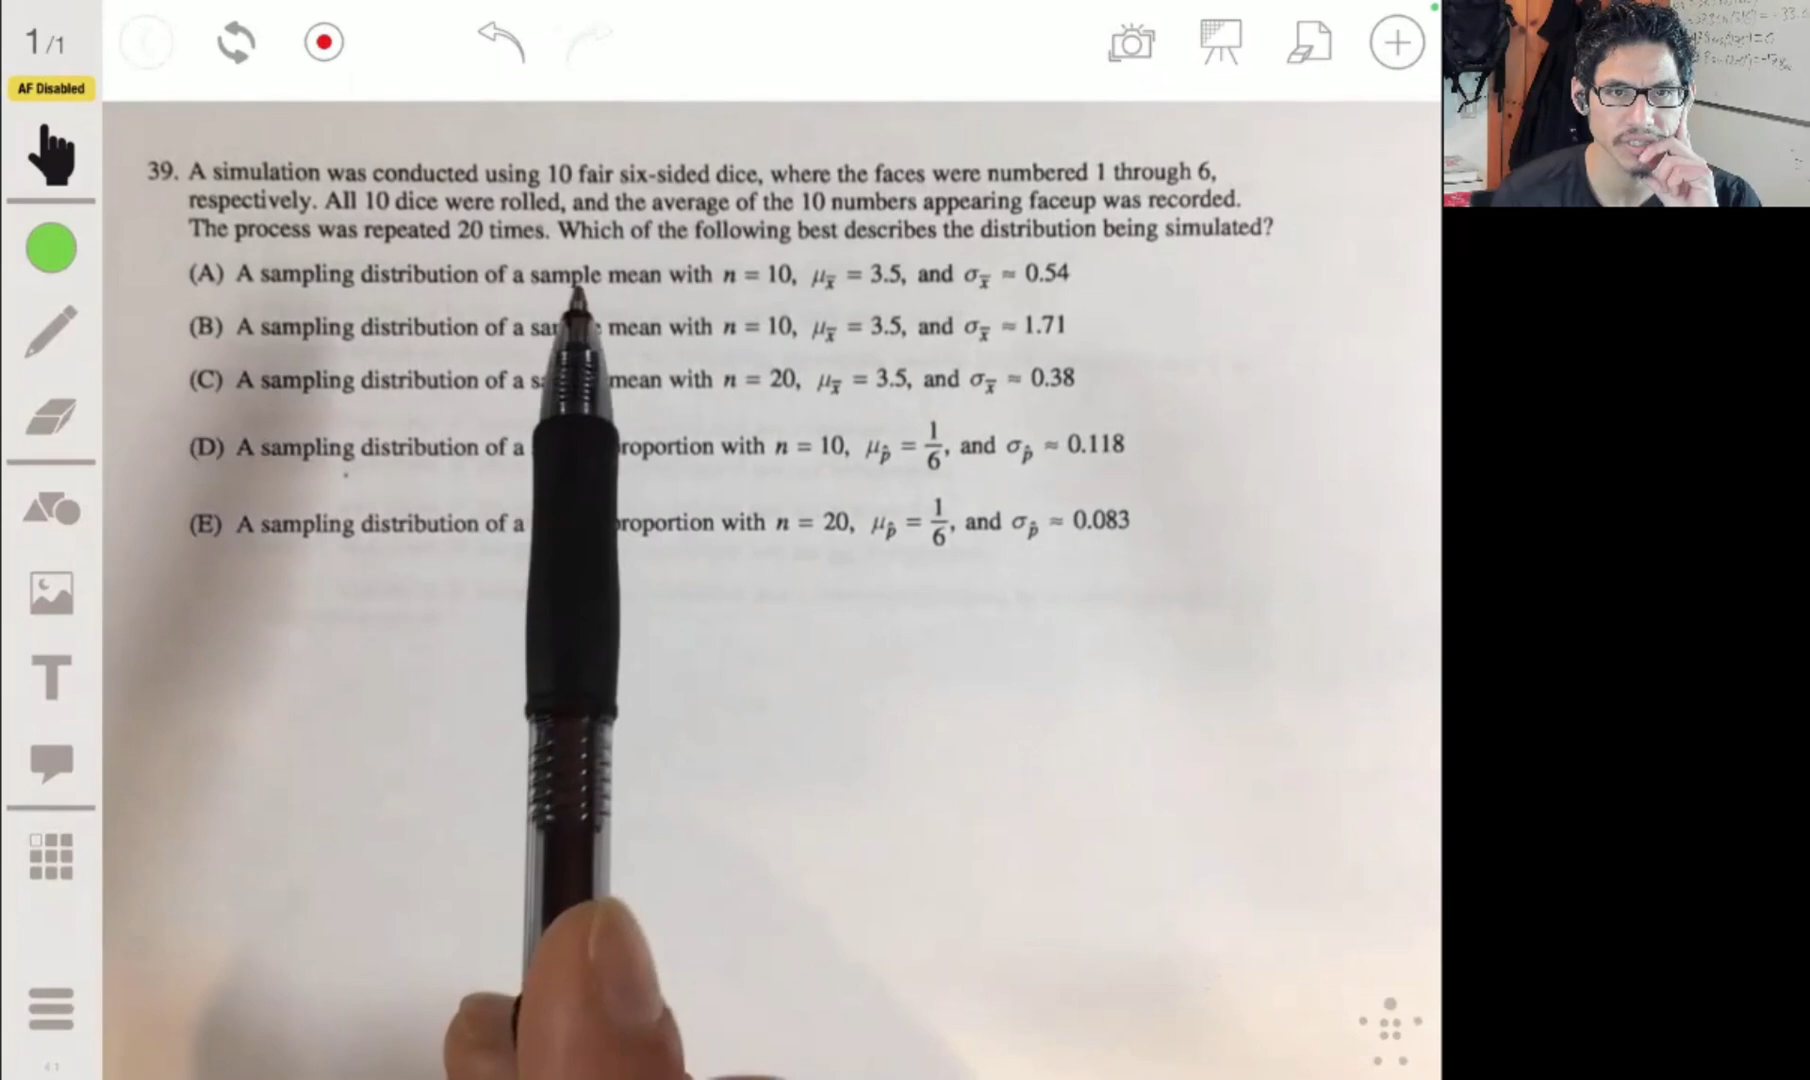 1/1
AF Disabled
39. A simulation was conducted using 10 fair six-sided dice, where the faces were numbered 1 through 6,
respectively. All 10 dice were rolled, and the average of the 10 numbers appearing faceup was recorded.
The process was repeated 20 times. Which of the following best describes the distribution being simulated?
(A) A sampling distribution of a sample mean with n = 10, μx̄ = 3.5, and σx̄ ≈ 0.54
(B) A sampling distribution of a mean with n = 10, μx̄ = 3.5, and σx̄ ≈ 1.71
(C) A sampling distribution of a mean with n = 20, μx̄ = 3.5, and σx̄ ≈ 0.38
(D) A sampling distribution of a roportion with n = 10, μp̂ = 1/6, and σp̂ ≈ 0.118
(E) A sampling distribution of a roportion with n = 20, μp̂ = 1/6, and σp̂ ≈ 0.083
T